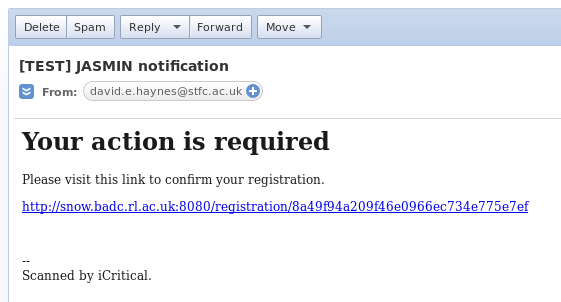 Delete Spam Reply Forward Move
[TEST] JASMIN notification
From: david.e.haynes@stfc.ac.uk
Your action is required
Please visit this link to confirm your registration.
http://snow.badc.rl.ac.uk:8080/registration/8a49f94a209f46e0966ec734e775e7ef
--
Scanned by iCritical.